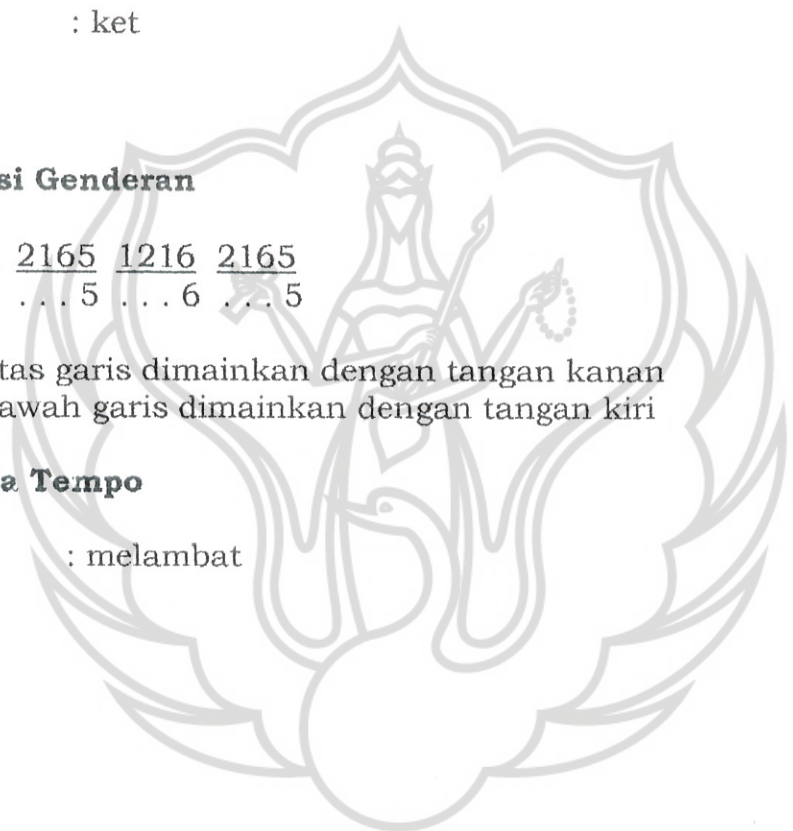 : ket
si Genderan
2165 1216 2165
. . . 5 . . . 6 . . . 5
tas garis dimainkan dengan tangan kanan
awah garis dimainkan dengan tangan kiri
a Tempo
: melambat